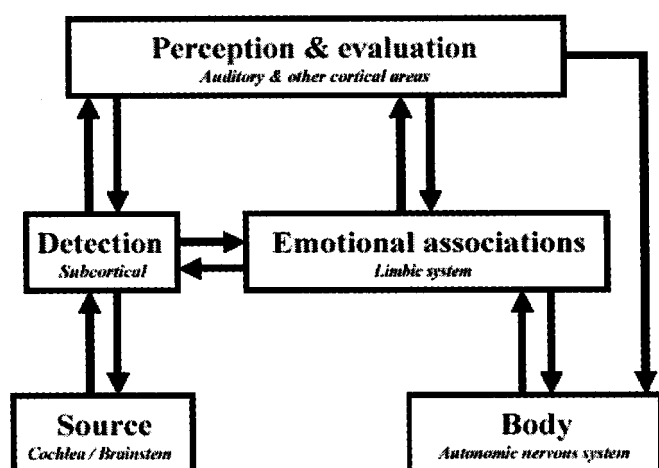 Perception & evaluation
Auditory & other cortical areas
Detection
Subcortical
Emotional associations
Limbic system
Source
Cochlea / Brainstem
Body
Autonomic nervous system